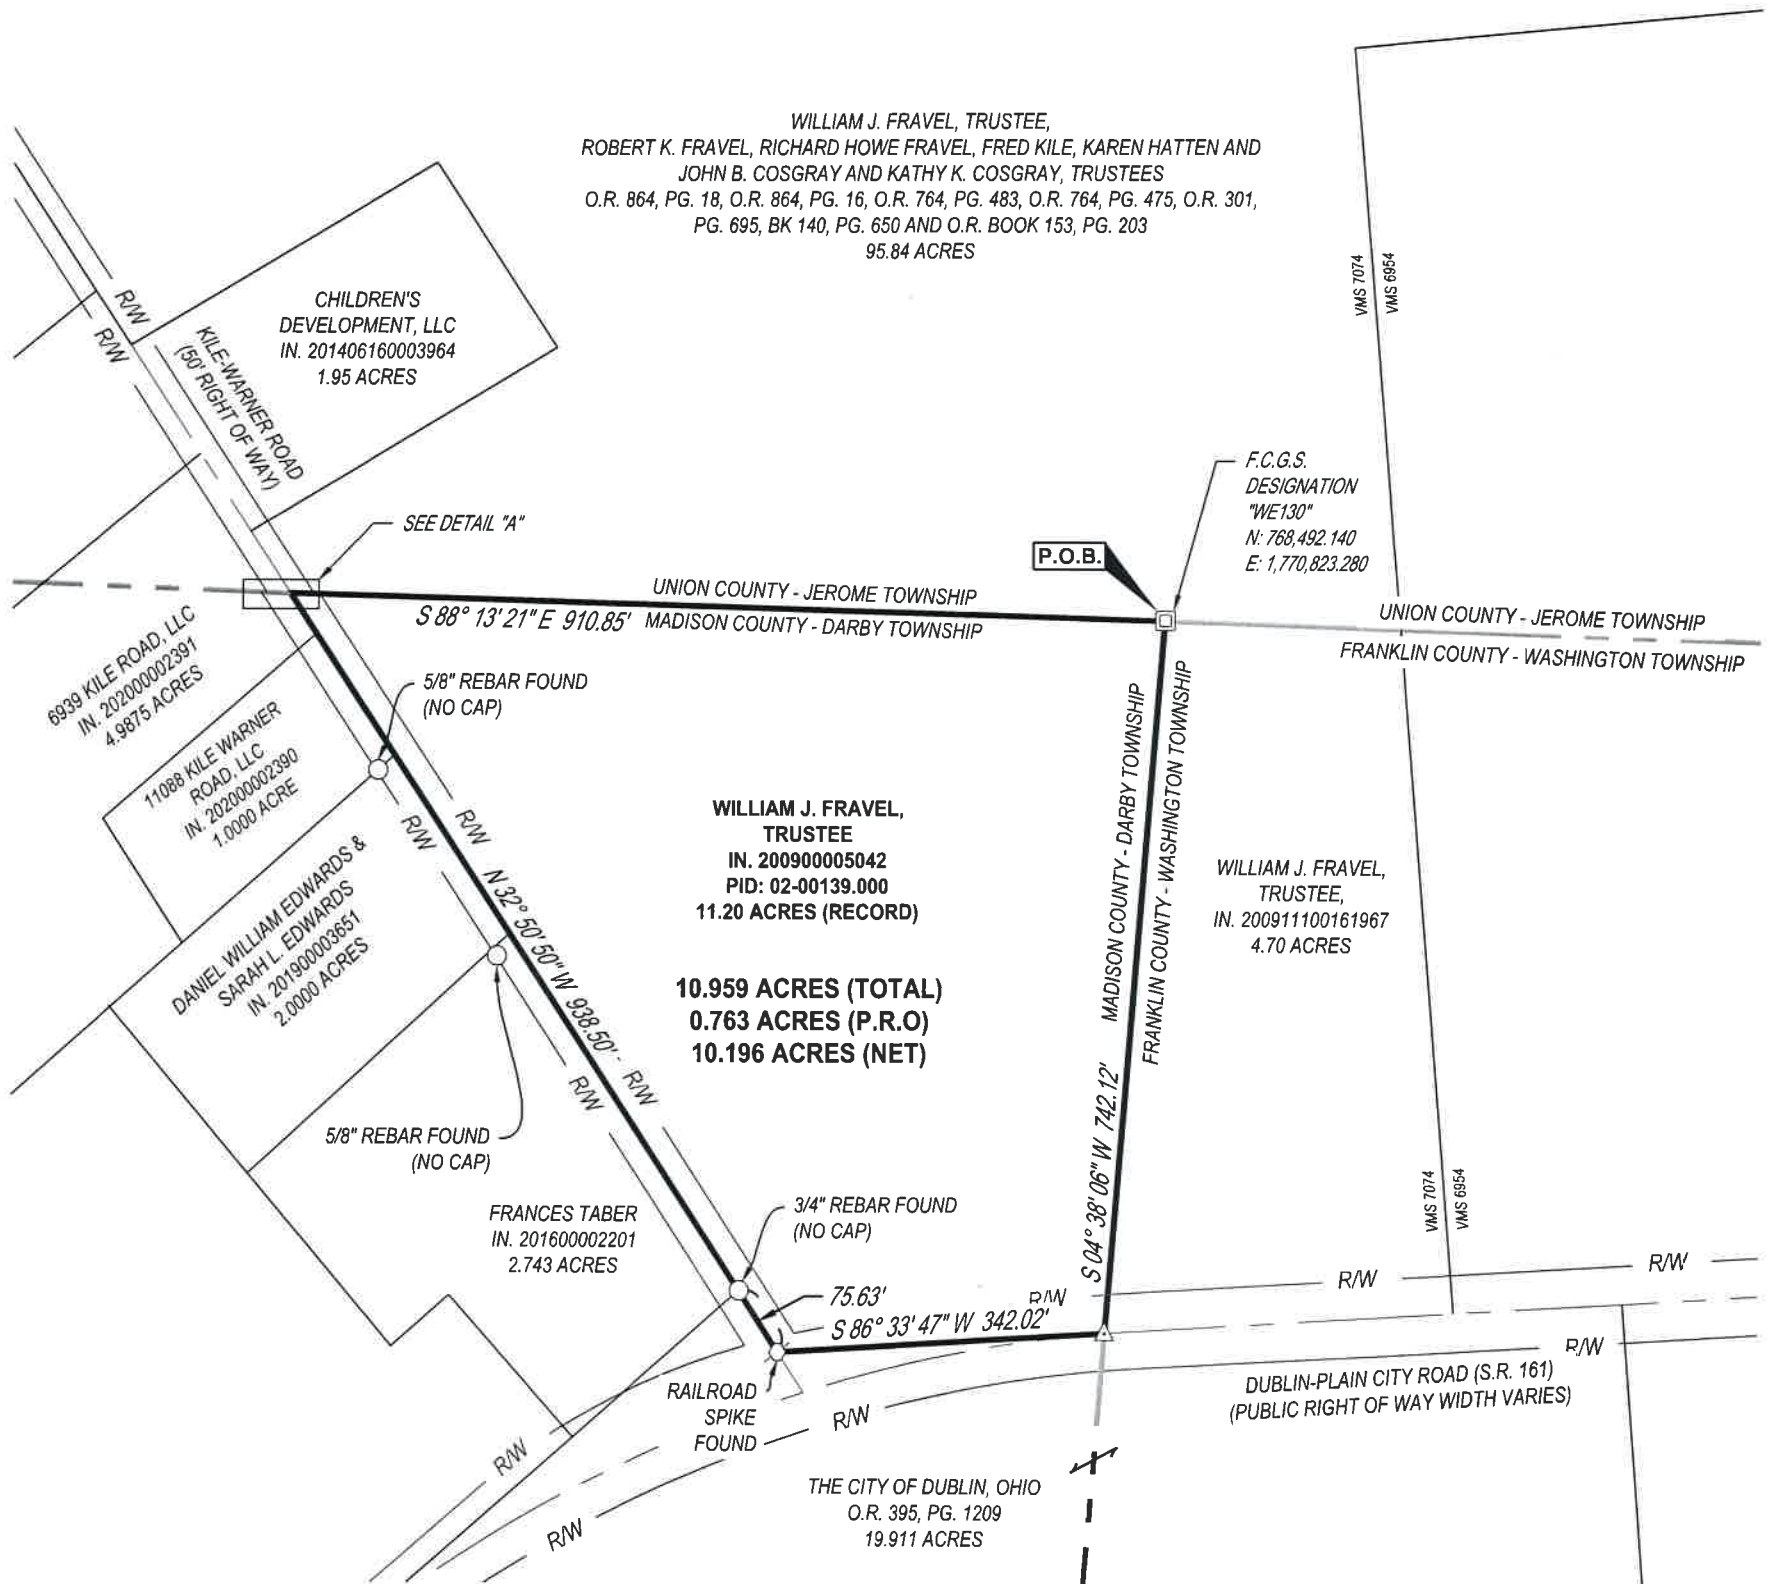 WILLIAM J. FRAVEL, TRUSTEE,
ROBERT K. FRAVEL, RICHARD HOWE FRAVEL, FRED KILE, KAREN HATTEN AND
JOHN B. COSGRAY AND KATHY K. COSGRAY, TRUSTEES
O.R. 864, PG. 18, O.R. 864, PG. 16, O.R. 764, PG. 483, O.R. 764, PG. 475, O.R. 301,
PG. 695, BK 140, PG. 650 AND O.R. BOOK 153, PG. 203
95.84 ACRES
VMS 7074
VMS 6954
R/W
R/W
KILE-WARNER ROAD
(50' RIGHT OF WAY)
CHILDREN'S
DEVELOPMENT, LLC
IN. 201406160003964
1.95 ACRES
SEE DETAIL "A"
F.C.G.S.
DESIGNATION
"WE130"
N: 768,492.140
E: 1,770,823.280
P.O.B.
UNION COUNTY - JEROME TOWNSHIP
S 88° 13' 21" E 910.85'
MADISON COUNTY - DARBY TOWNSHIP
UNION COUNTY - JEROME TOWNSHIP
FRANKLIN COUNTY - WASHINGTON TOWNSHIP
6939 KILE ROAD, LLC
IN. 202000002391
4.9875 ACRES
5/8" REBAR FOUND
(NO CAP)
11088 KILE WARNER
ROAD, LLC
IN. 202000002390
1.0000 ACRE
R/W
R/W
DANIEL WILLIAM EDWARDS &
SARAH L. EDWARDS
IN. 201900003651
2.0000 ACRES
N 32° 50' 50" W 938.50'
R/W
R/W
WILLIAM J. FRAVEL,
TRUSTEE
IN. 200900005042
PID: 02-00139.000
11.20 ACRES (RECORD)
10.959 ACRES (TOTAL)
0.763 ACRES (P.R.O)
10.196 ACRES (NET)
S 04° 38' 06" W 742.12'
MADISON COUNTY - DARBY TOWNSHIP
FRANKLIN COUNTY - WASHINGTON TOWNSHIP
WILLIAM J. FRAVEL,
TRUSTEE,
IN. 200911100161967
4.70 ACRES
5/8" REBAR FOUND
(NO CAP)
FRANCES TABER
IN. 201600002201
2.743 ACRES
3/4" REBAR FOUND
(NO CAP)
75.63'
S 86° 33' 47" W 342.02'
R/W
R/W
R/W
VMS 7074
VMS 6954
R/W
DUBLIN-PLAIN CITY ROAD (S.R. 161)
(PUBLIC RIGHT OF WAY WIDTH VARIES)
RAILROAD
SPIKE
FOUND
R/W
R/W
R/W
THE CITY OF DUBLIN, OHIO
O.R. 395, PG. 1209
19.911 ACRES